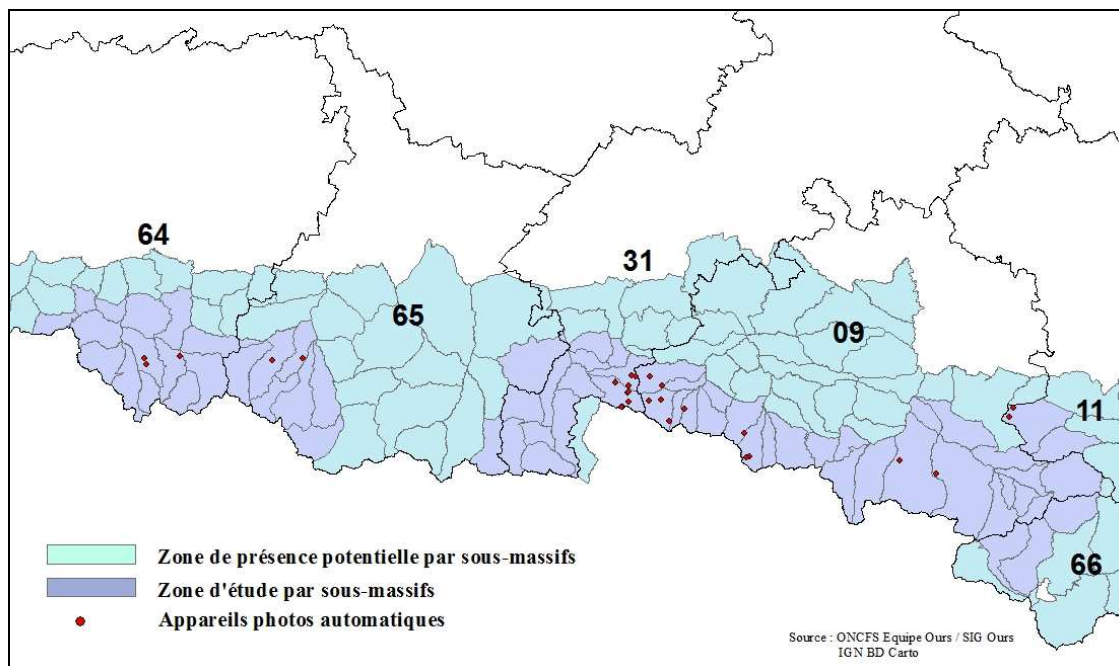 64
31
65
09
11
66
Zone de présence potentielle par sous-massifs
Zone d'étude par sous-massifs
Appareils photos automatiques
Source : ONCFS Equipe Ours / SIG Ours
IGN BD Carto